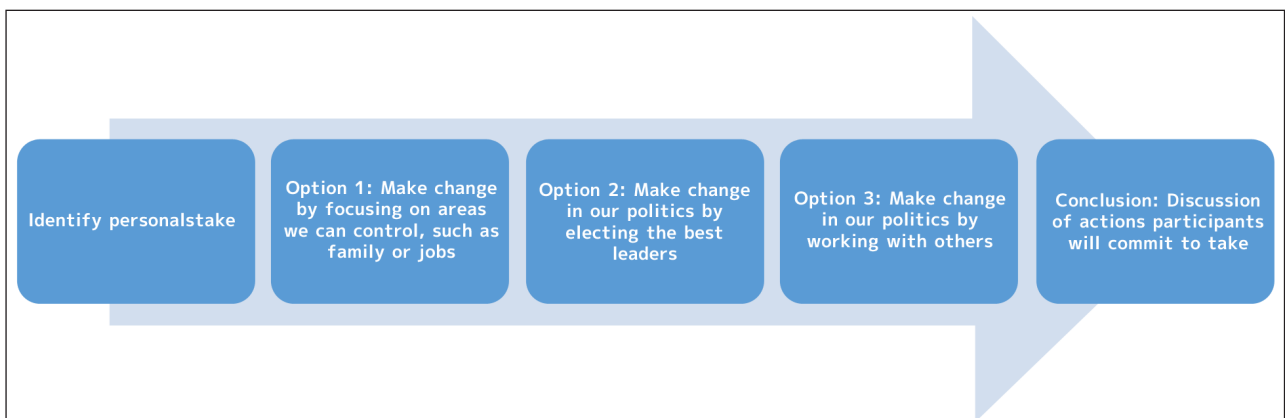 Identify personalstake
Option 1: Make change
by focusing on areas
we can control, such as
family or jobs
Option 2: Make change
in our politics by
electing the best
leaders
Option 3: Make change
in our politics by
working with others
Conclusion: Discussion
of actions participants
will commit to take